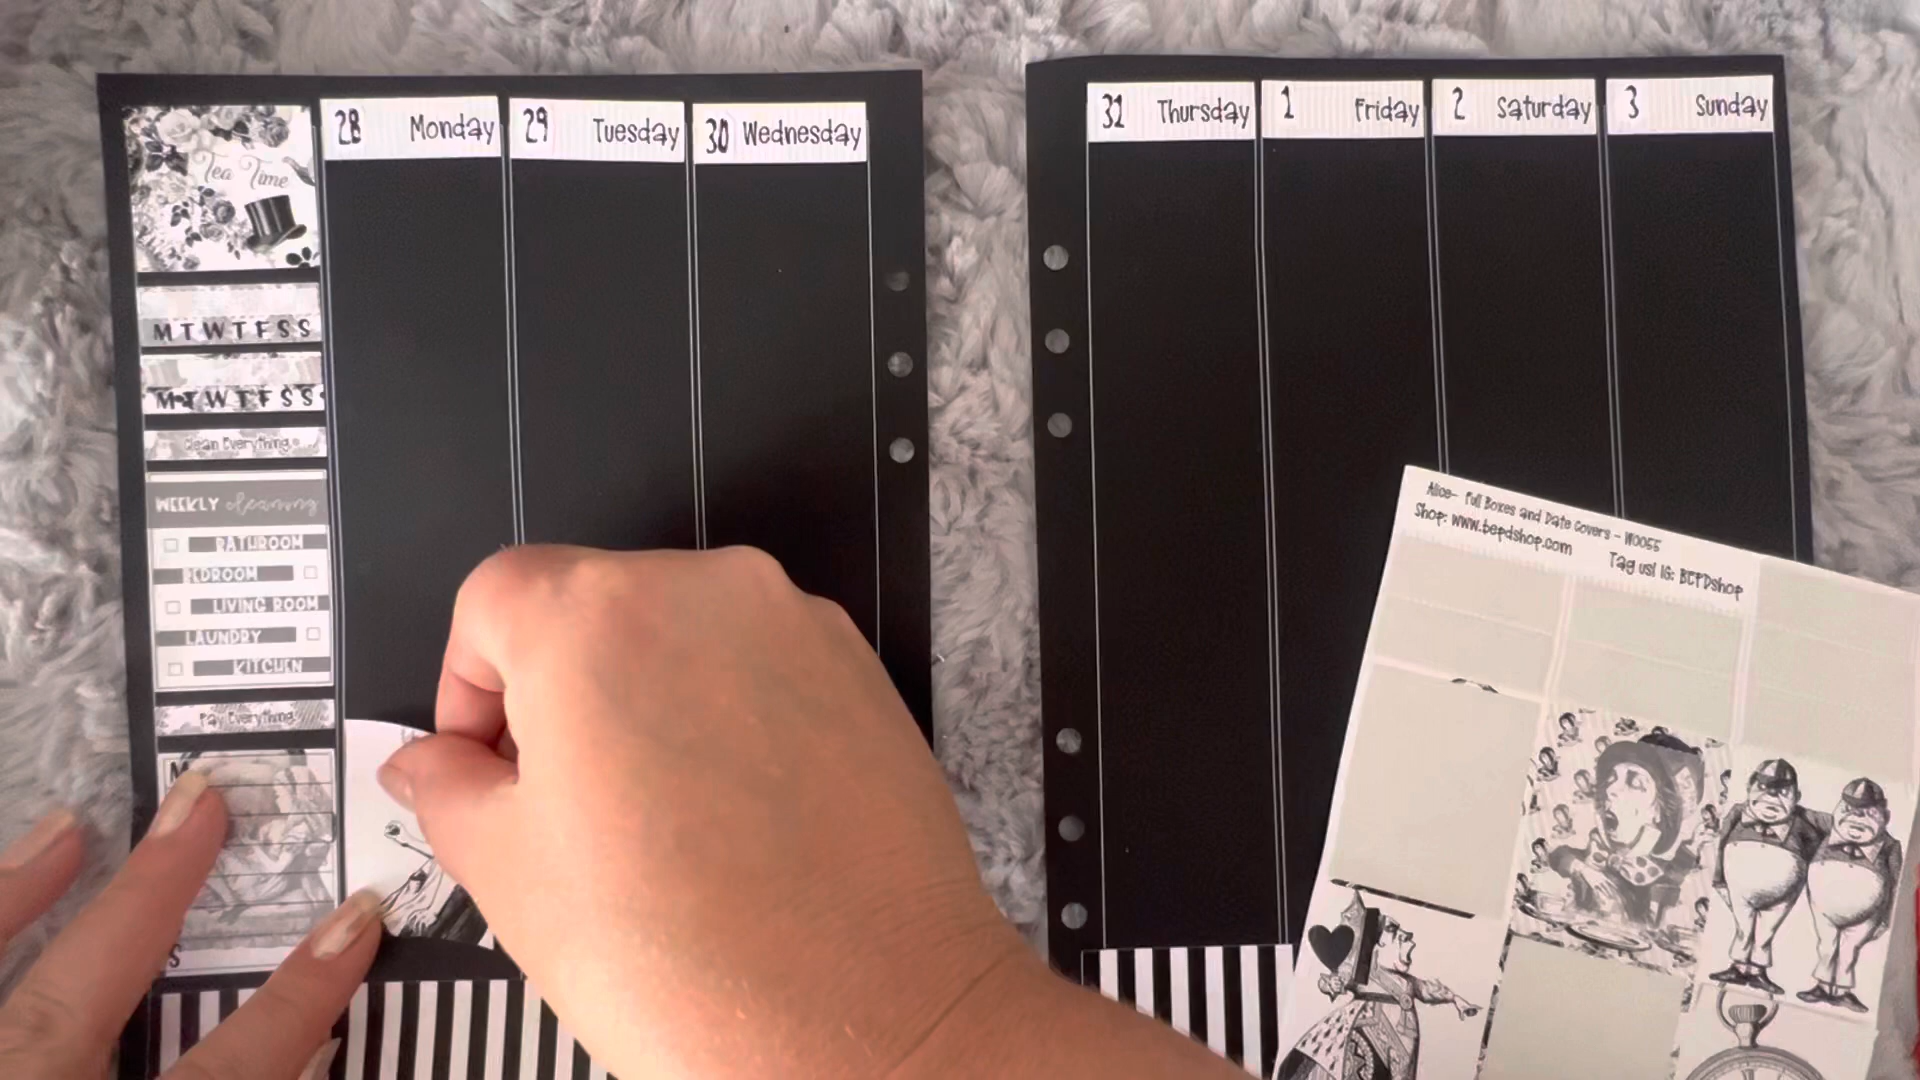 Tea Time
28 Monday
29 Tuesday
30 Wednesday
31 Thursday
1 Friday
2 Saturday
3 Sunday
M T W T F S S
M T W T F S S
Clean Everything
WEEKLY cleaning
BATHROOM
BEDROOM
LIVING ROOM
LAUNDRY
KITCHEN
Pay Everything
M
S
Alice- Full Boxes and Date Covers - W0055
Shop: www.bepdshop.com
Tag us! IG: BEPDshop